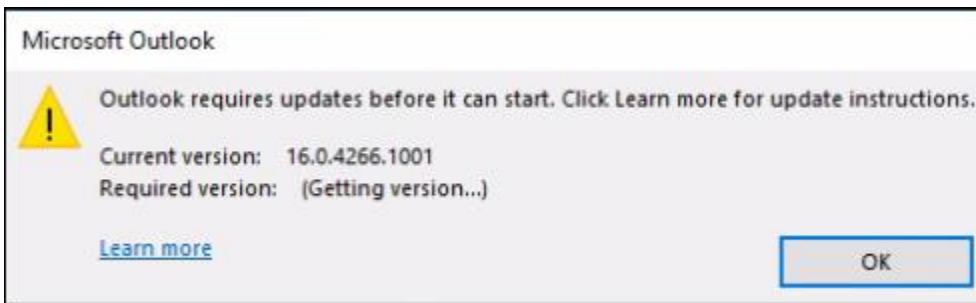 Microsoft Outlook
Outlook requires updates before it can start. Click Learn more for update instructions.
Current version: 16.0.4266.1001
Required version: (Getting version...)
Learn more
OK